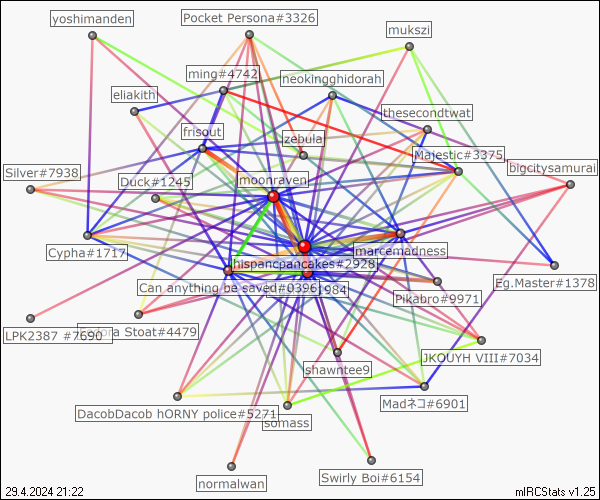 yoshimanden
Pocket Persona#3326
mukszi
ming#4742
neokingghidorah
eliakith
thesecondtwat
frisout
zebula
Majestic#3375
bigcitysamurai
Silver#7938
Duck#1245
moonraven
marcemadness
Cypha#1717
hispancpancakes#2928
Eg.Master#1378
Can anything be saved#0396
1984
Pikabro#9971
LPK2387 #7690
Stoat#4479
JKOUYH VIII#7034
shawntee9
Madネコ#6901
DacobDacob hORNY police#5271
somass
normalwan
Swirly Boi#6154
29.4.2024 21:22
mIRCStats v1.25